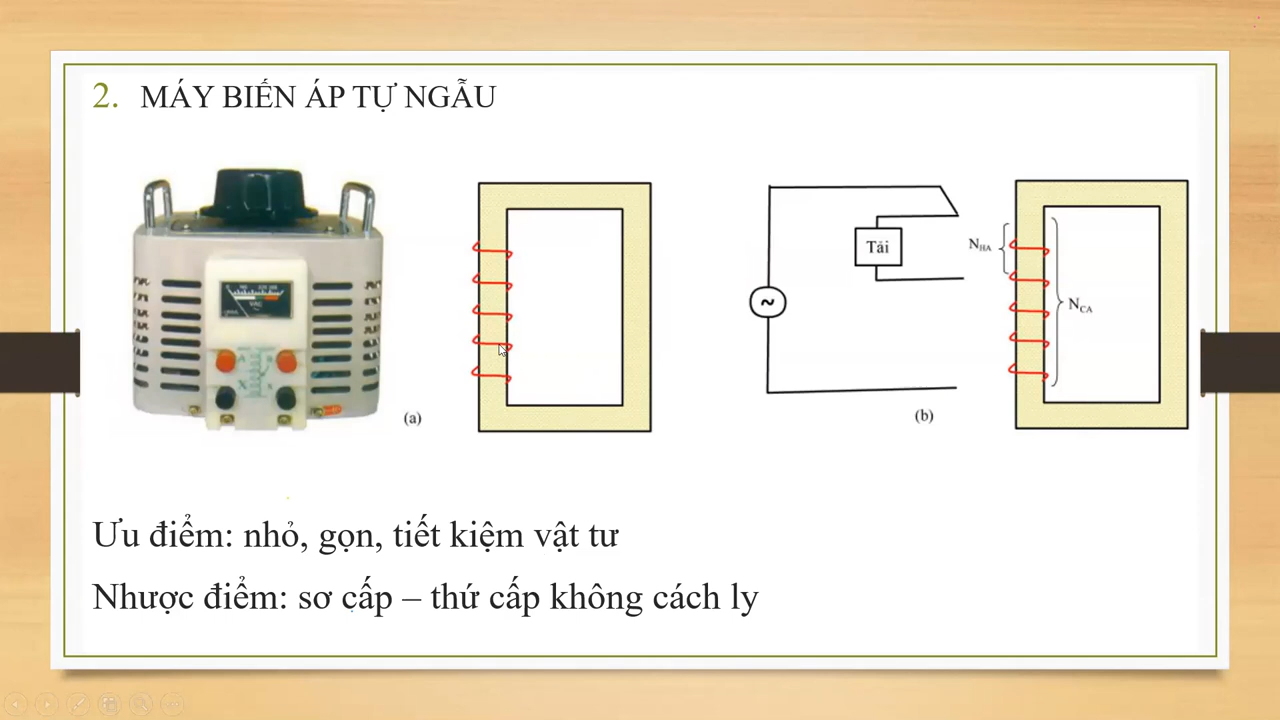 2. MÁY BIẾN ÁP TỰ NGẪU
(a)
Tải
N_HA
N_CA
~
(b)
Ưu điểm: nhỏ, gọn, tiết kiệm vật tư
Nhược điểm: sơ cấp – thứ cấp không cách ly